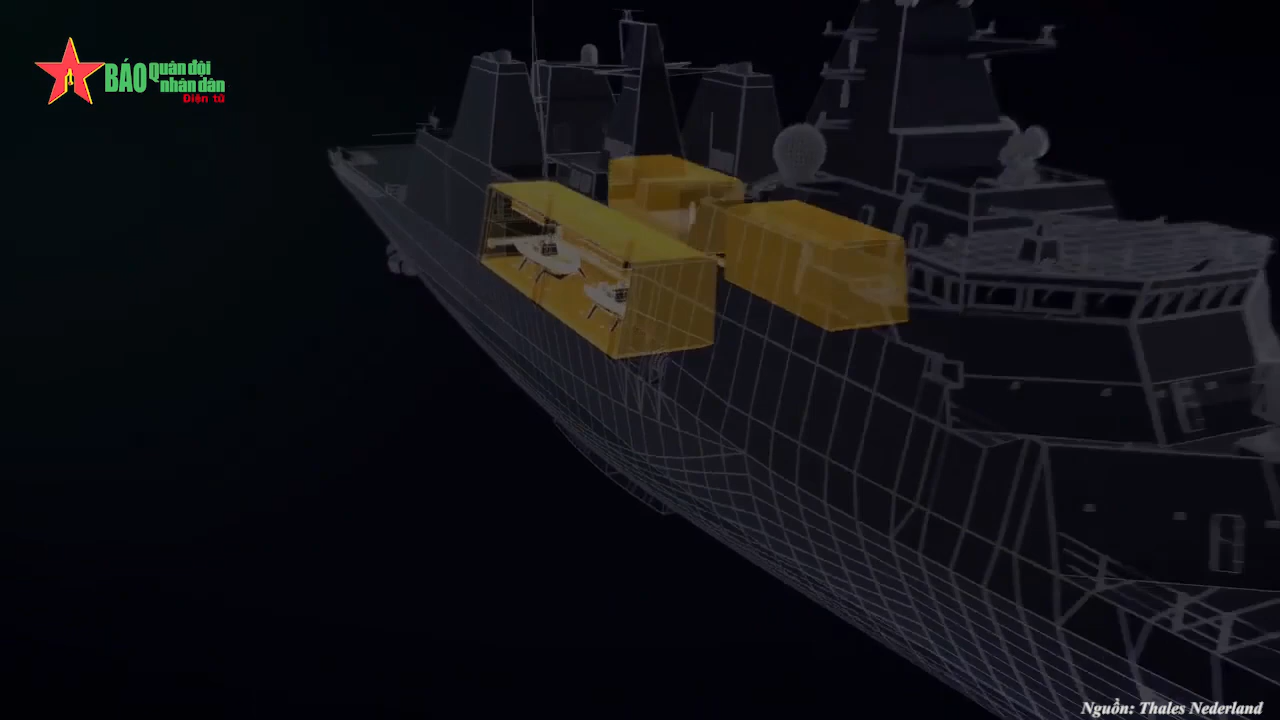 BÁO Quân đội
nhân dân
Điện tử
Nguồn: Thales Nederland